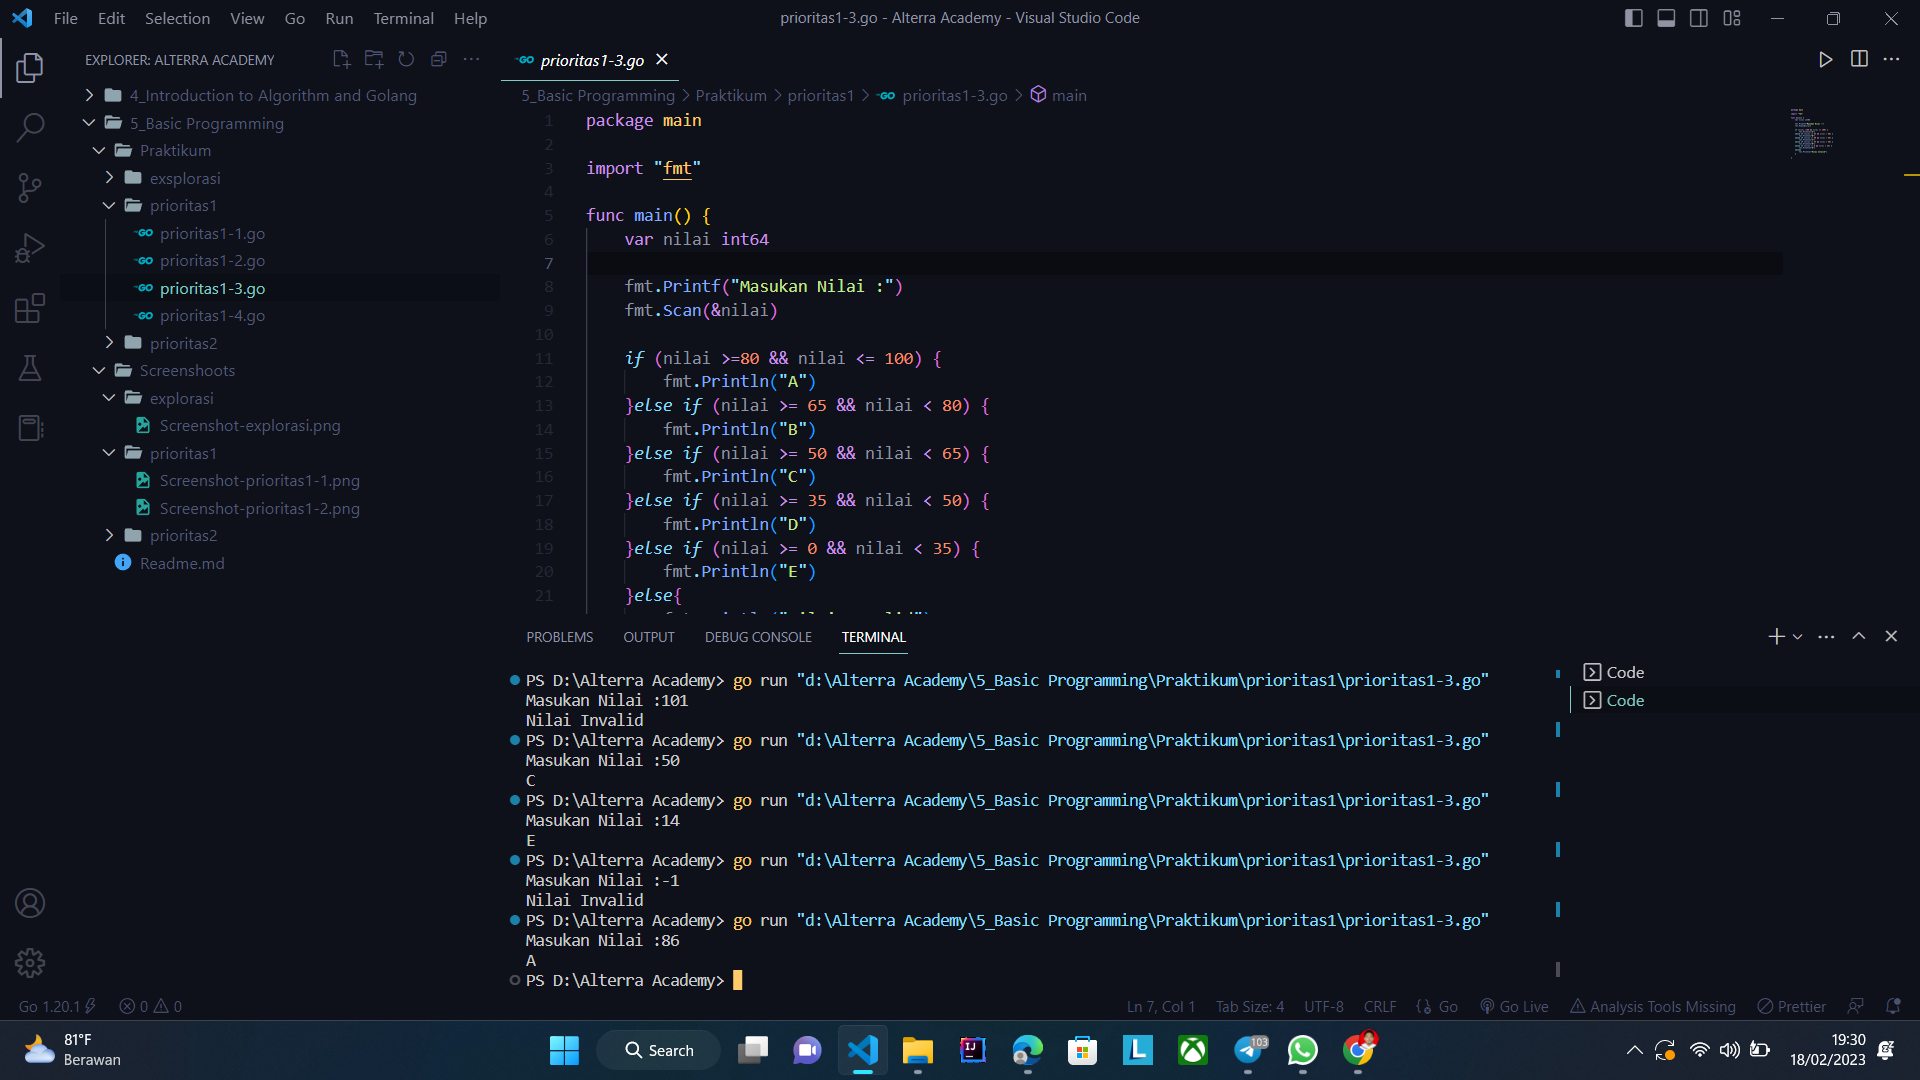 File Edit Selection View Go Run Terminal Help
prioritas1-3.go - Alterra Academy - Visual Studio Code
EXPLORER: ALTERRA ACADEMY
4_Introduction to Algorithm and Golang
5_Basic Programming
Praktikum
exsplorasi
prioritas1
prioritas1-1.go
prioritas1-2.go
prioritas1-3.go
prioritas1-4.go
prioritas2
Screenshoots
explorasi
Screenshot-explorasi.png
prioritas1
Screenshot-prioritas1-1.png
Screenshot-prioritas1-2.png
prioritas2
Readme.md
prioritas1-3.go
5_Basic Programming > Praktikum > prioritas1 > prioritas1-3.go > main
1 package main
2
3 import "fmt"
4
5 func main() {
6 var nilai int64
7
8 fmt.Printf("Masukan Nilai :")
9 fmt.Scan(&nilai)
10
11 if (nilai >=80 && nilai <= 100) {
12 fmt.Println("A")
13 }else if (nilai >= 65 && nilai < 80) {
14 fmt.Println("B")
15 }else if (nilai >= 50 && nilai < 65) {
16 fmt.Println("C")
17 }else if (nilai >= 35 && nilai < 50) {
18 fmt.Println("D")
19 }else if (nilai >= 0 && nilai < 35) {
20 fmt.Println("E")
21 }else{
PROBLEMS OUTPUT DEBUG CONSOLE TERMINAL
PS D:\Alterra Academy> go run "d:\Alterra Academy\5_Basic Programming\Praktikum\prioritas1\prioritas1-3.go"
Masukan Nilai :101
Nilai Invalid
PS D:\Alterra Academy> go run "d:\Alterra Academy\5_Basic Programming\Praktikum\prioritas1\prioritas1-3.go"
Masukan Nilai :50
C
PS D:\Alterra Academy> go run "d:\Alterra Academy\5_Basic Programming\Praktikum\prioritas1\prioritas1-3.go"
Masukan Nilai :14
E
PS D:\Alterra Academy> go run "d:\Alterra Academy\5_Basic Programming\Praktikum\prioritas1\prioritas1-3.go"
Masukan Nilai :-1
Nilai Invalid
PS D:\Alterra Academy> go run "d:\Alterra Academy\5_Basic Programming\Praktikum\prioritas1\prioritas1-3.go"
Masukan Nilai :86
A
PS D:\Alterra Academy>
Code
Code
Go 1.20.1 0 0
Ln 7, Col 1 Tab Size: 4 UTF-8 CRLF {} Go Go Live Analysis Tools Missing Prettier
81°F
Berawan
Search
IJ
L
103
19:30
18/02/2023